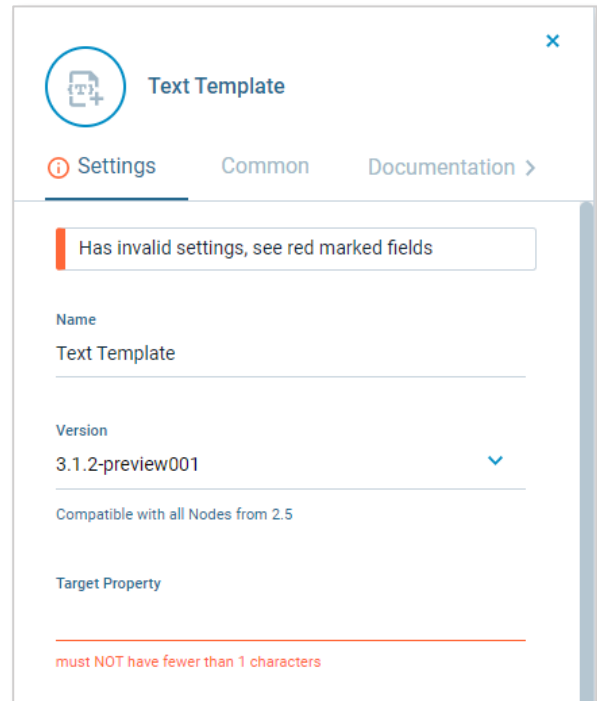 {T}
Text Template
Settings
Common
Documentation
Has invalid settings, see red marked fields
Name
Text Template
Version
3.1.2-preview001
Compatible with all Nodes from 2.5
Target Property
must NOT have fewer than 1 characters